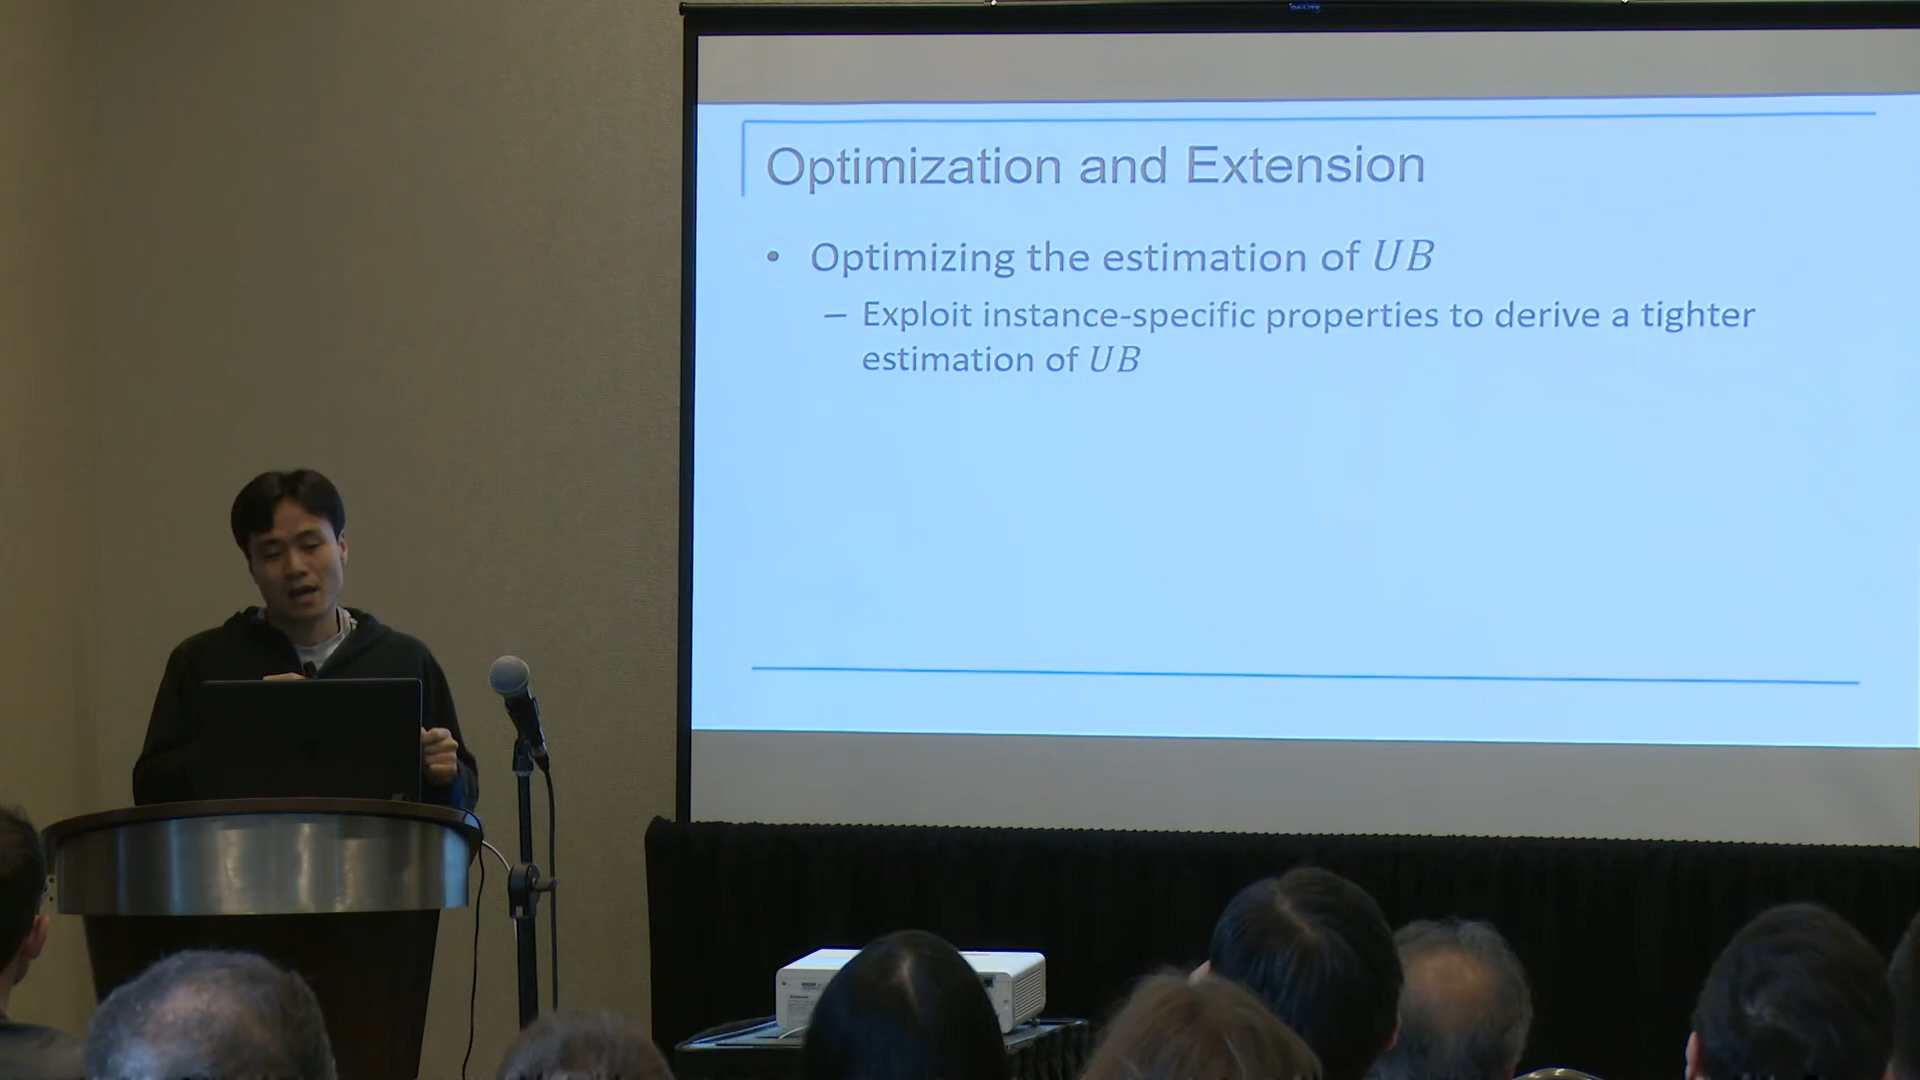 Optimization and Extension
• Optimizing the estimation of UB
– Exploit instance-specific properties to derive a tighter
estimation of UB